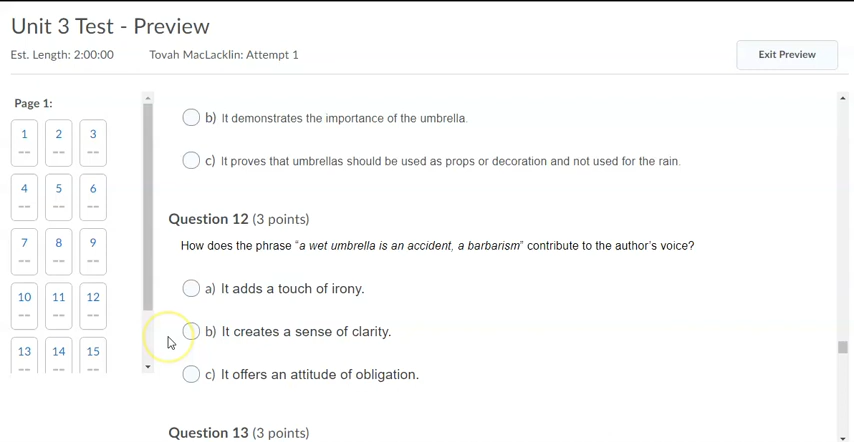 Unit 3 Test - Preview
Est. Length: 2:00:00 Tovah MacLacklin: Attempt 1
Exit Preview
Page 1:
1 2 3
-- -- --
4 5 6
-- -- --
7 8 9
-- -- --
10 11 12
-- -- --
13 14 15
-- -- --
b) It demonstrates the importance of the umbrella.
c) It proves that umbrellas should be used as props or decoration and not used for the rain.
Question 12 (3 points)
How does the phrase "a wet umbrella is an accident, a barbarism" contribute to the author's voice?
a) It adds a touch of irony.
b) It creates a sense of clarity.
c) It offers an attitude of obligation.
Question 13 (3 points)